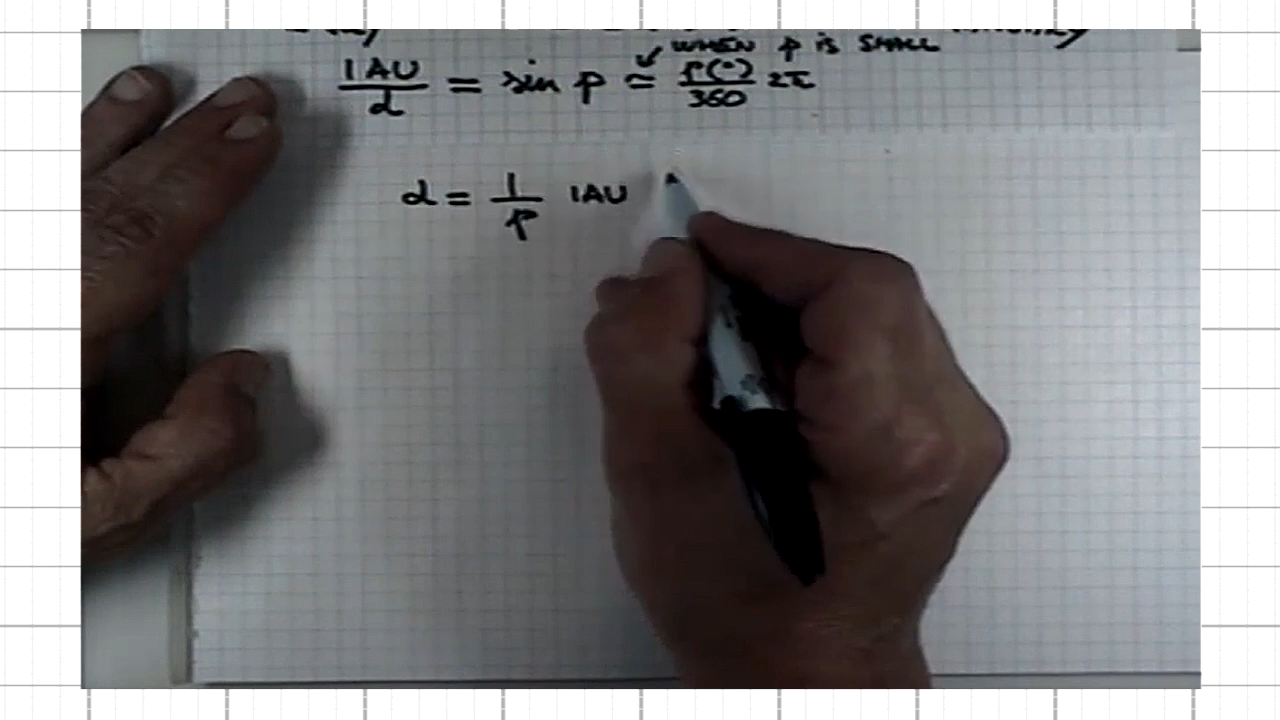 WHEN p IS SMALL
1AU/d = sin p ≃ p(°)/360 2π
d = 1/p 1AU